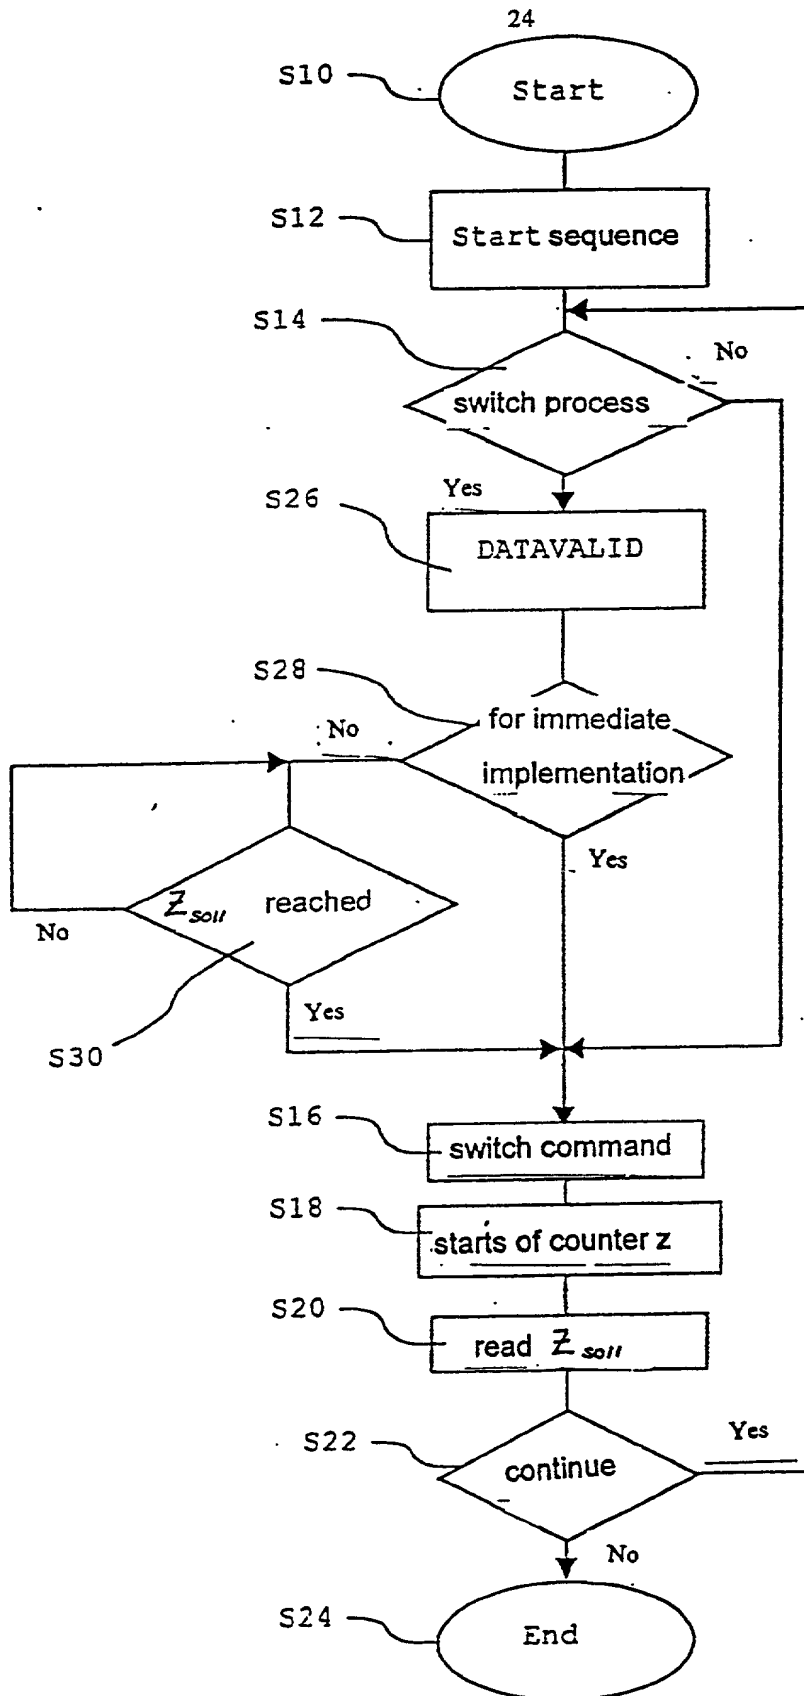 24
S10
Start
S12
Start sequence
S14
No
switch process
S26
Yes
DATAVALID
S28
for immediate
No
implementation
Yes
Z soll reached
No
Yes
S30
S16
switch command
S18
starts of counter z
S20
read Z soll
S22
Yes
continue
No
S24
End